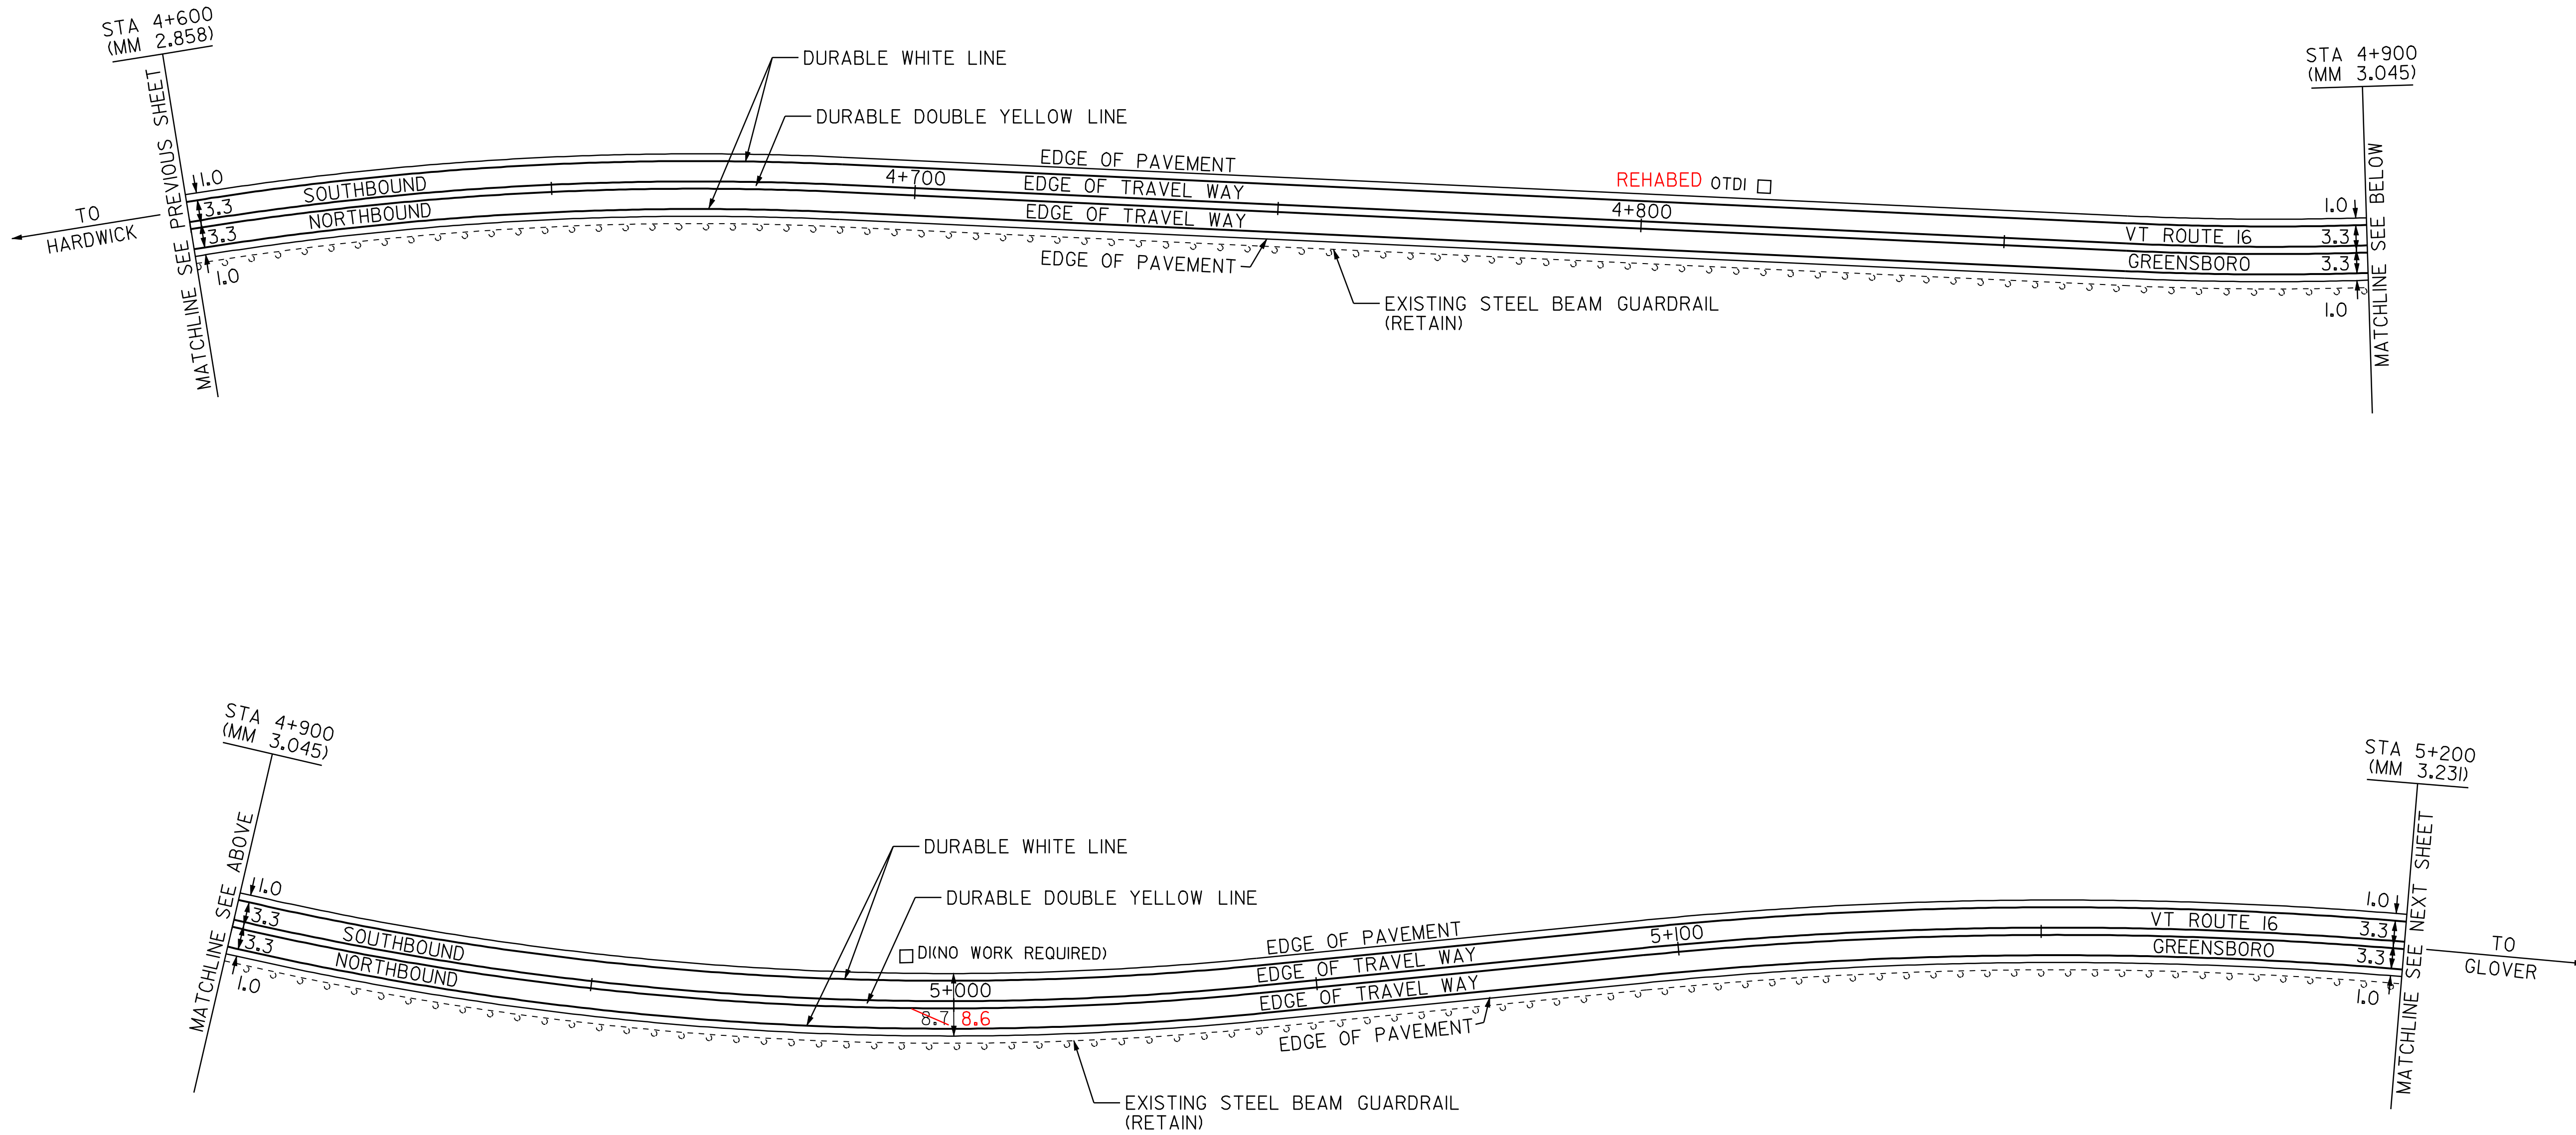 STA 4+600
(MM 2.858)
MATCHLINE SEE PREVIOUS SHEET
TO
HARDWICK
1.0
3.3
3.3
1.0
SOUTHBOUND
NORTHBOUND
DURABLE WHITE LINE
DURABLE DOUBLE YELLOW LINE
4+700
EDGE OF PAVEMENT
EDGE OF TRAVEL WAY
EDGE OF TRAVEL WAY
EDGE OF PAVEMENT
EXISTING STEEL BEAM GUARDRAIL
(RETAIN)
REHABED OTDI
4+800
VT ROUTE 16
GREENSBORO
1.0
3.3
3.3
1.0
STA 4+900
(MM 3.045)
MATCHLINE SEE BELOW
STA 4+900
(MM 3.045)
MATCHLINE SEE ABOVE
1.0
3.3
3.3
1.0
SOUTHBOUND
NORTHBOUND
DURABLE WHITE LINE
DURABLE DOUBLE YELLOW LINE
DI(NO WORK REQUIRED)
5+000
8.7 8.6
EDGE OF PAVEMENT
EDGE OF TRAVEL WAY
EDGE OF TRAVEL WAY
EDGE OF PAVEMENT
EXISTING STEEL BEAM GUARDRAIL
(RETAIN)
5+100
VT ROUTE 16
GREENSBORO
1.0
3.3
3.3
1.0
STA 5+200
(MM 3.231)
MATCHLINE SEE NEXT SHEET
TO
GLOVER